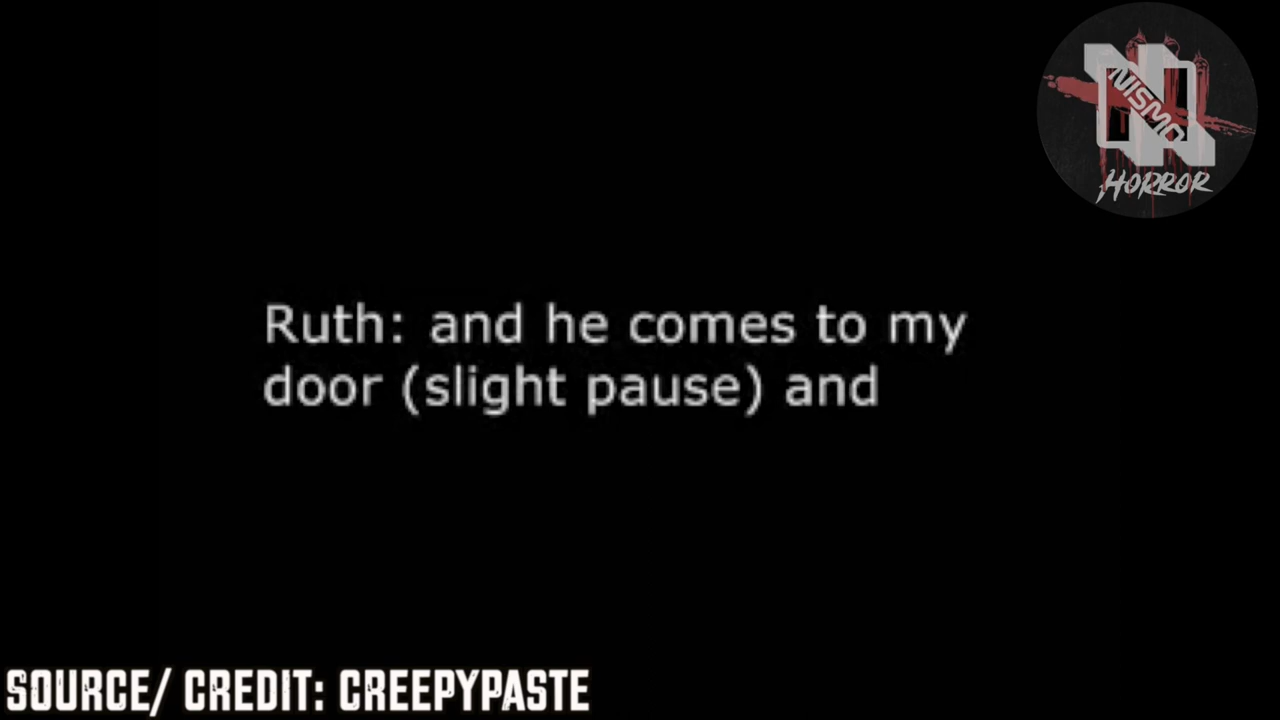 NISMO
HORROR
Ruth: and he comes to my
door (slight pause) and
SOURCE/ CREDIT: CREEPYPASTE